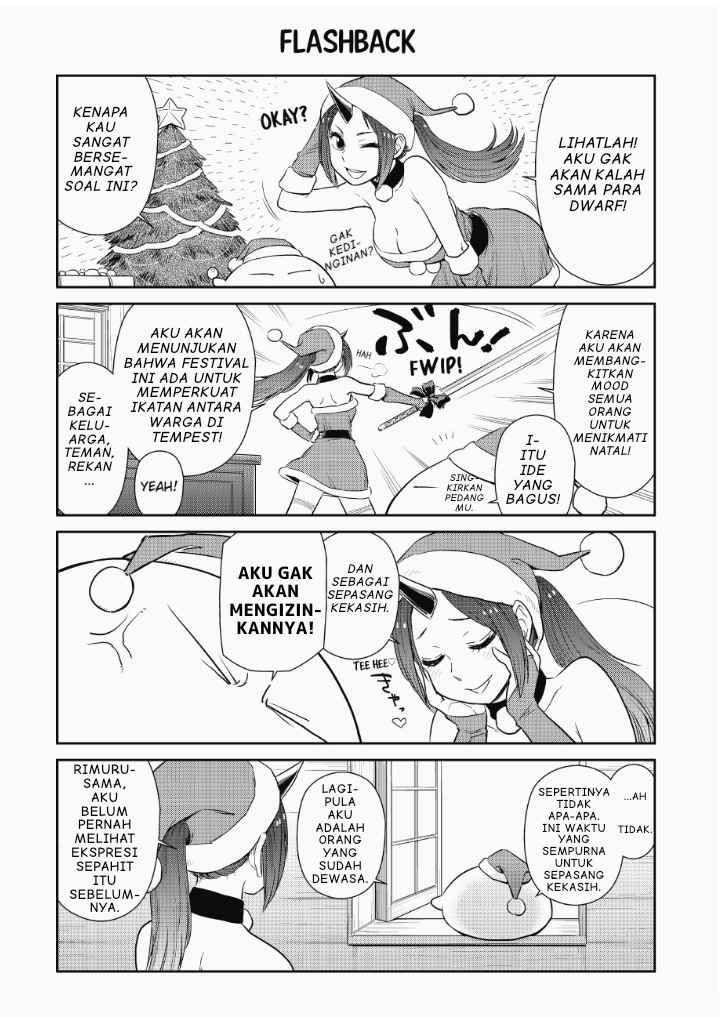 FLASHBACK
LIHATLAH!
AKU GAK
AKAN KALAH
SAMA PARA
DWARF!
OKAY?
KENAPA
KAU
SANGAT
BERSE-
MANGAT
SOAL INI?
GAK
KEDI-
NGINAN?
KARENA
AKU AKAN
MEMBANG-
KITKAN
MOOD
SEMUA
ORANG
UNTUK
MENIKMATI
NATAL!
I-
ITU
IDE
YANG
BAGUS!
SING-
KIRKAN
PEDANG
MU.
ぶん!
FWIP!
HAH
AKU AKAN
MENUNJUKAN
BAHWA FESTIVAL
INI ADA UNTUK
MEMPERKUAT
IKATAN ANTARA
WARGA DI
TEMPEST!
YEAH!
SE-
BAGAI
KELU-
ARGA,
TEMAN,
REKAN
...
DAN
SEBAGAI
SEPASANG
KEKASIH.
TEE HEE♡
AKU GAK
AKAN
MENGIZIN-
KANNYA!
...AH
TIDAK.
SEPERTINYA
TIDAK
APA-APA.
INI WAKTU
YANG
SEMPURNA
UNTUK
SEPASANG
KEKASIH.
LAGI-
PULA
AKU
ADALAH
ORANG
YANG
SUDAH
DEWASA.
RIMURU-
SAMA,
AKU
BELUM
PERNAH
MELIHAT
EKSPRESI
SEPAHIT
ITU
SEBELUM-
NYA.